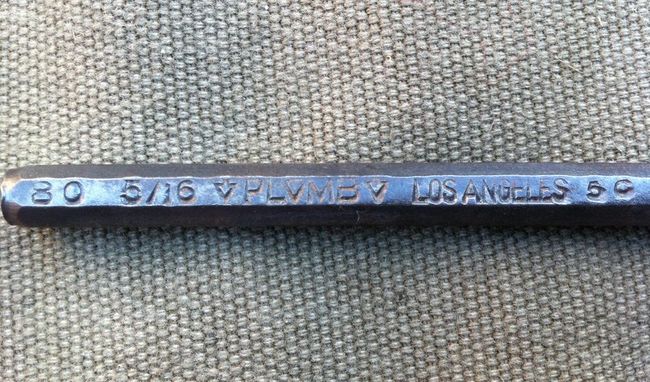 80 5/16 ∀PLVMB∀ LOS ANGELES 5C